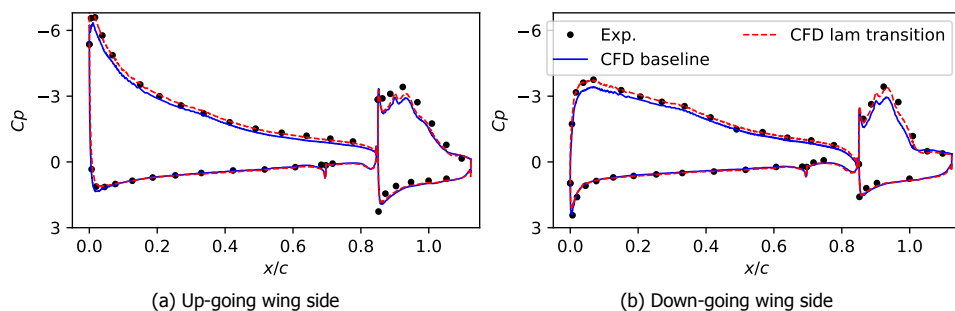 −6
−3
0
3
Cp
0.0 0.2 0.4 0.6 0.8 1.0
x/c
(a) Up-going wing side
−6
−3
0
3
Cp
Exp.
CFD baseline
CFD lam transition
0.0 0.2 0.4 0.6 0.8 1.0
x/c
(b) Down-going wing side